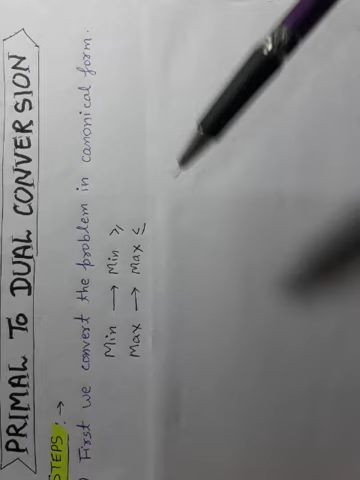 PRIMAL TO DUAL CONVERSION
STEPS : →
) First we convert the problem in canonical form.
Min → Min ≥
Max → Max ≤